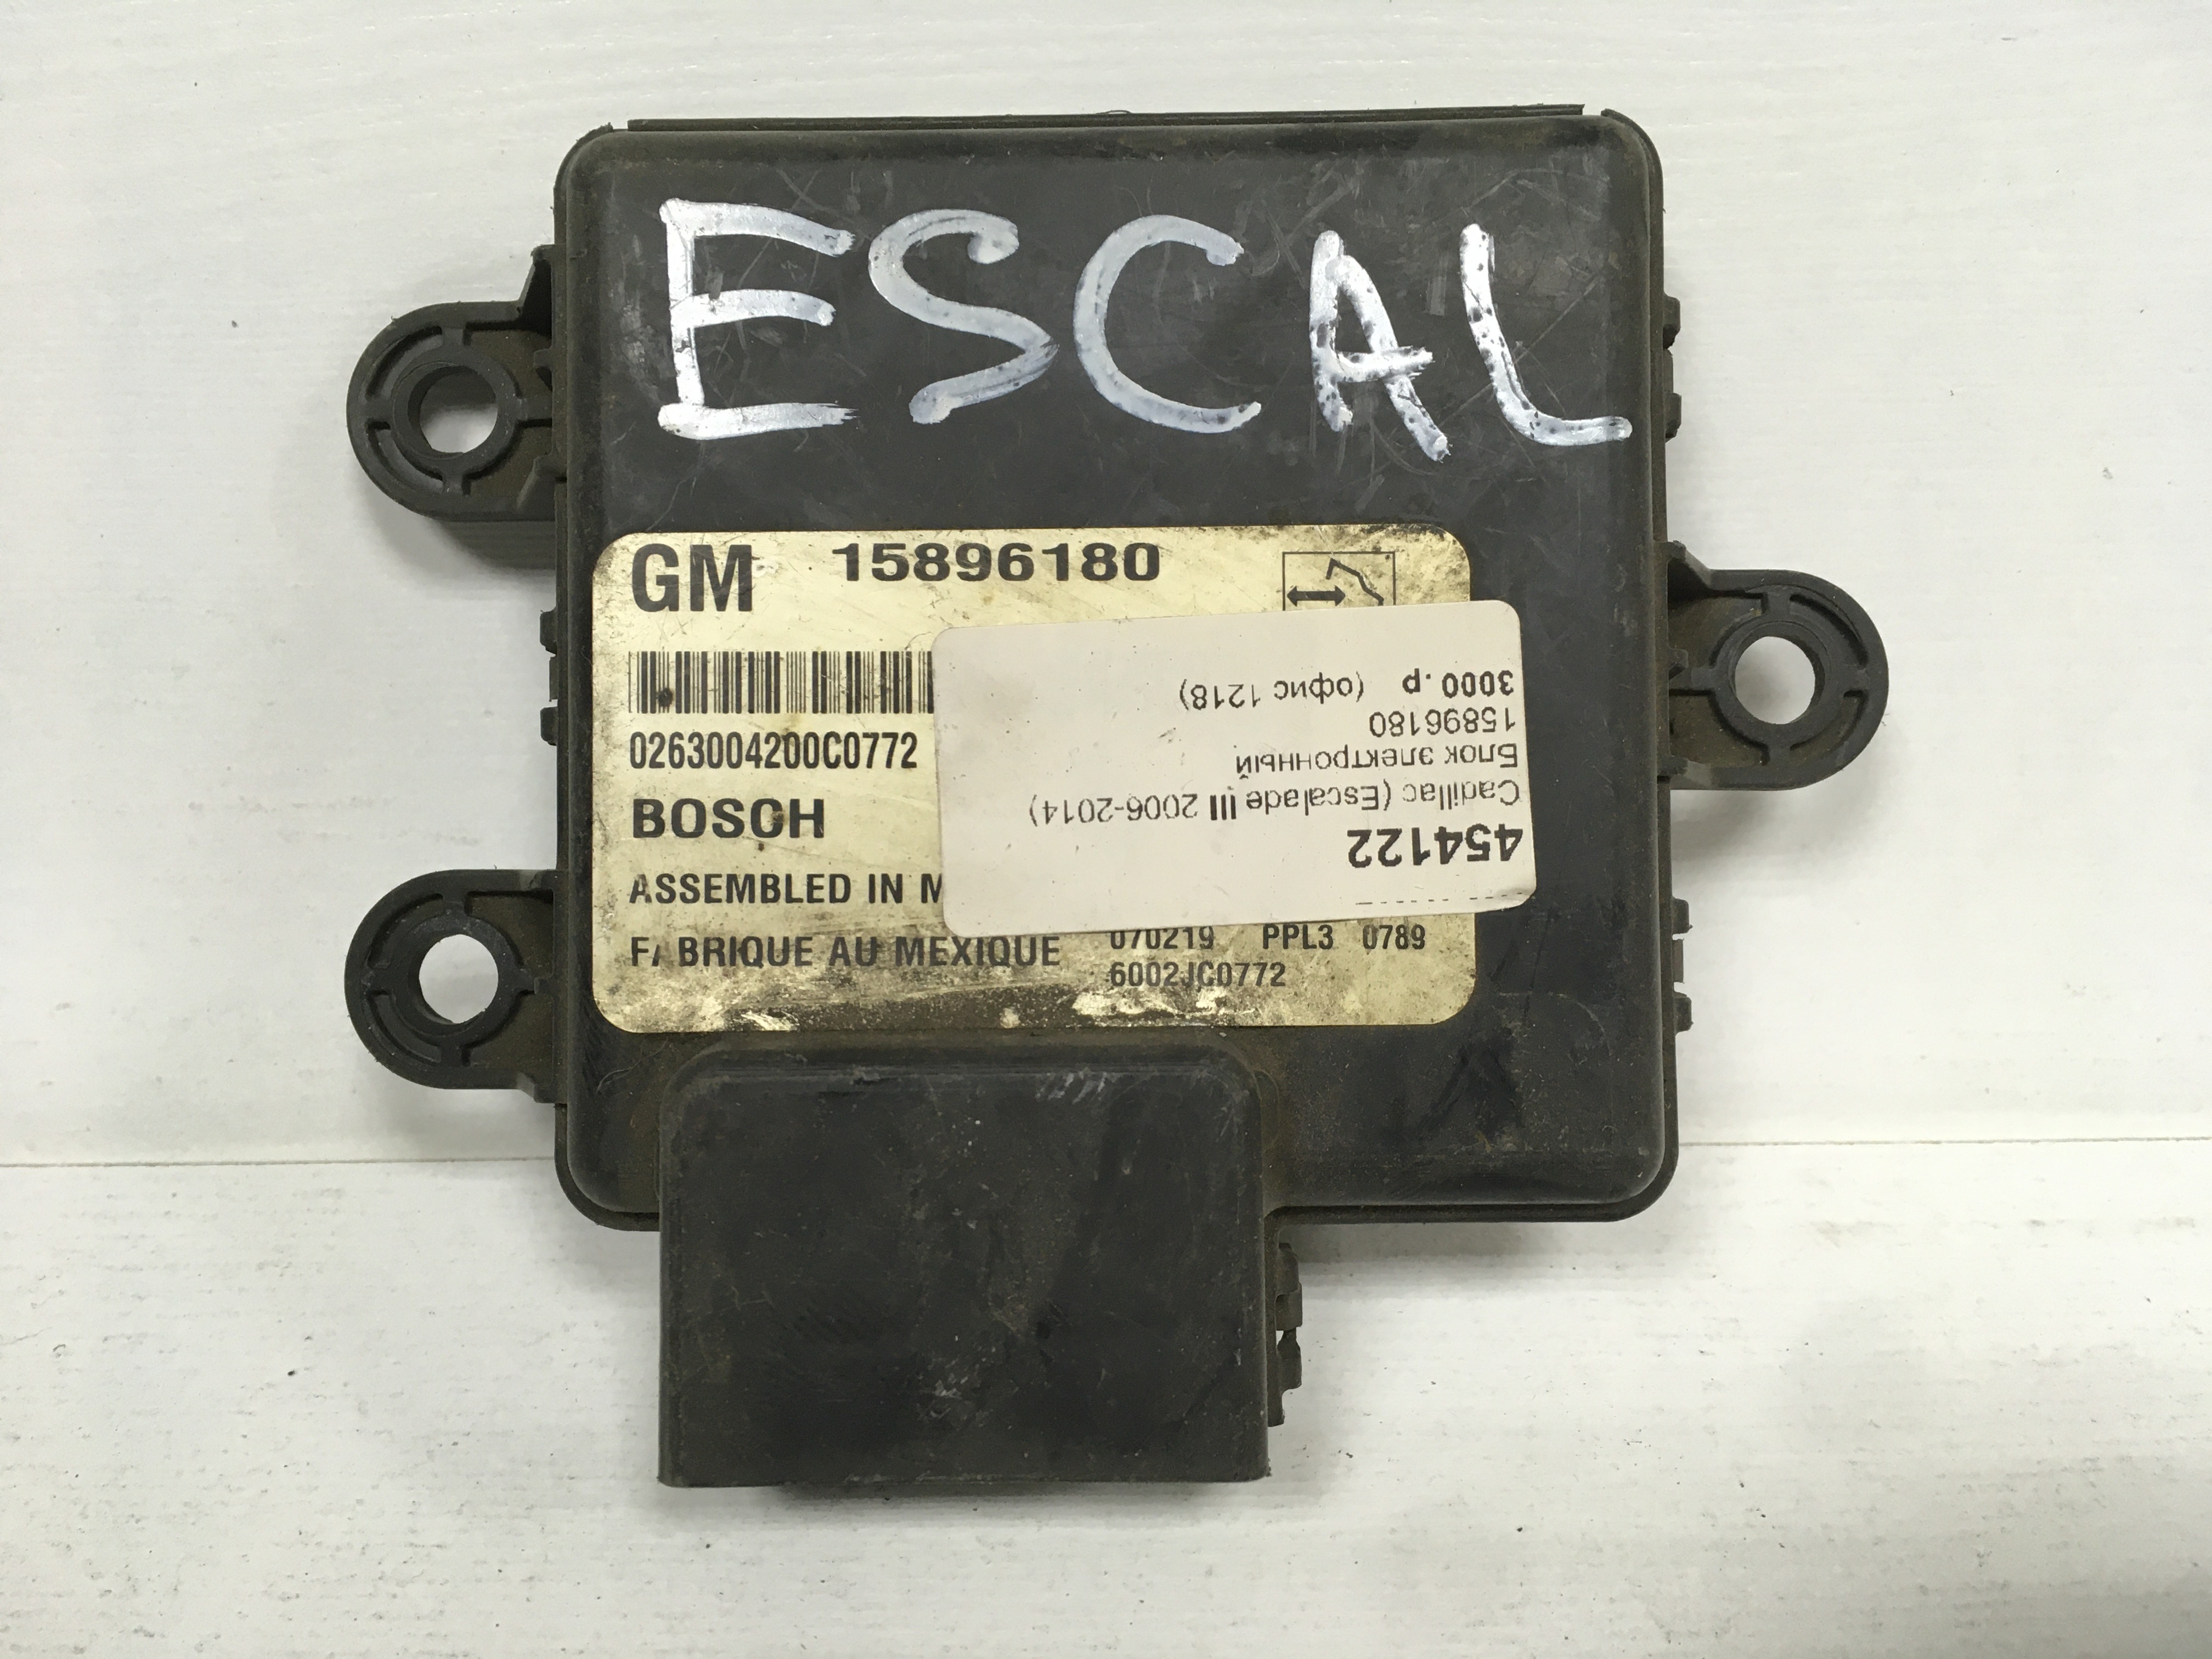 ESCAL
GM 15896180
0263004200C0772
BOSCH
ASSEMBLED IN M
FABRIQUE AU MEXIQUE
070219 PPL3 0789
6002JC0772
454122
Cadillac (Escalade III 2006-2014)
Блок электронный
15896180
3000 .р (офис 1218)